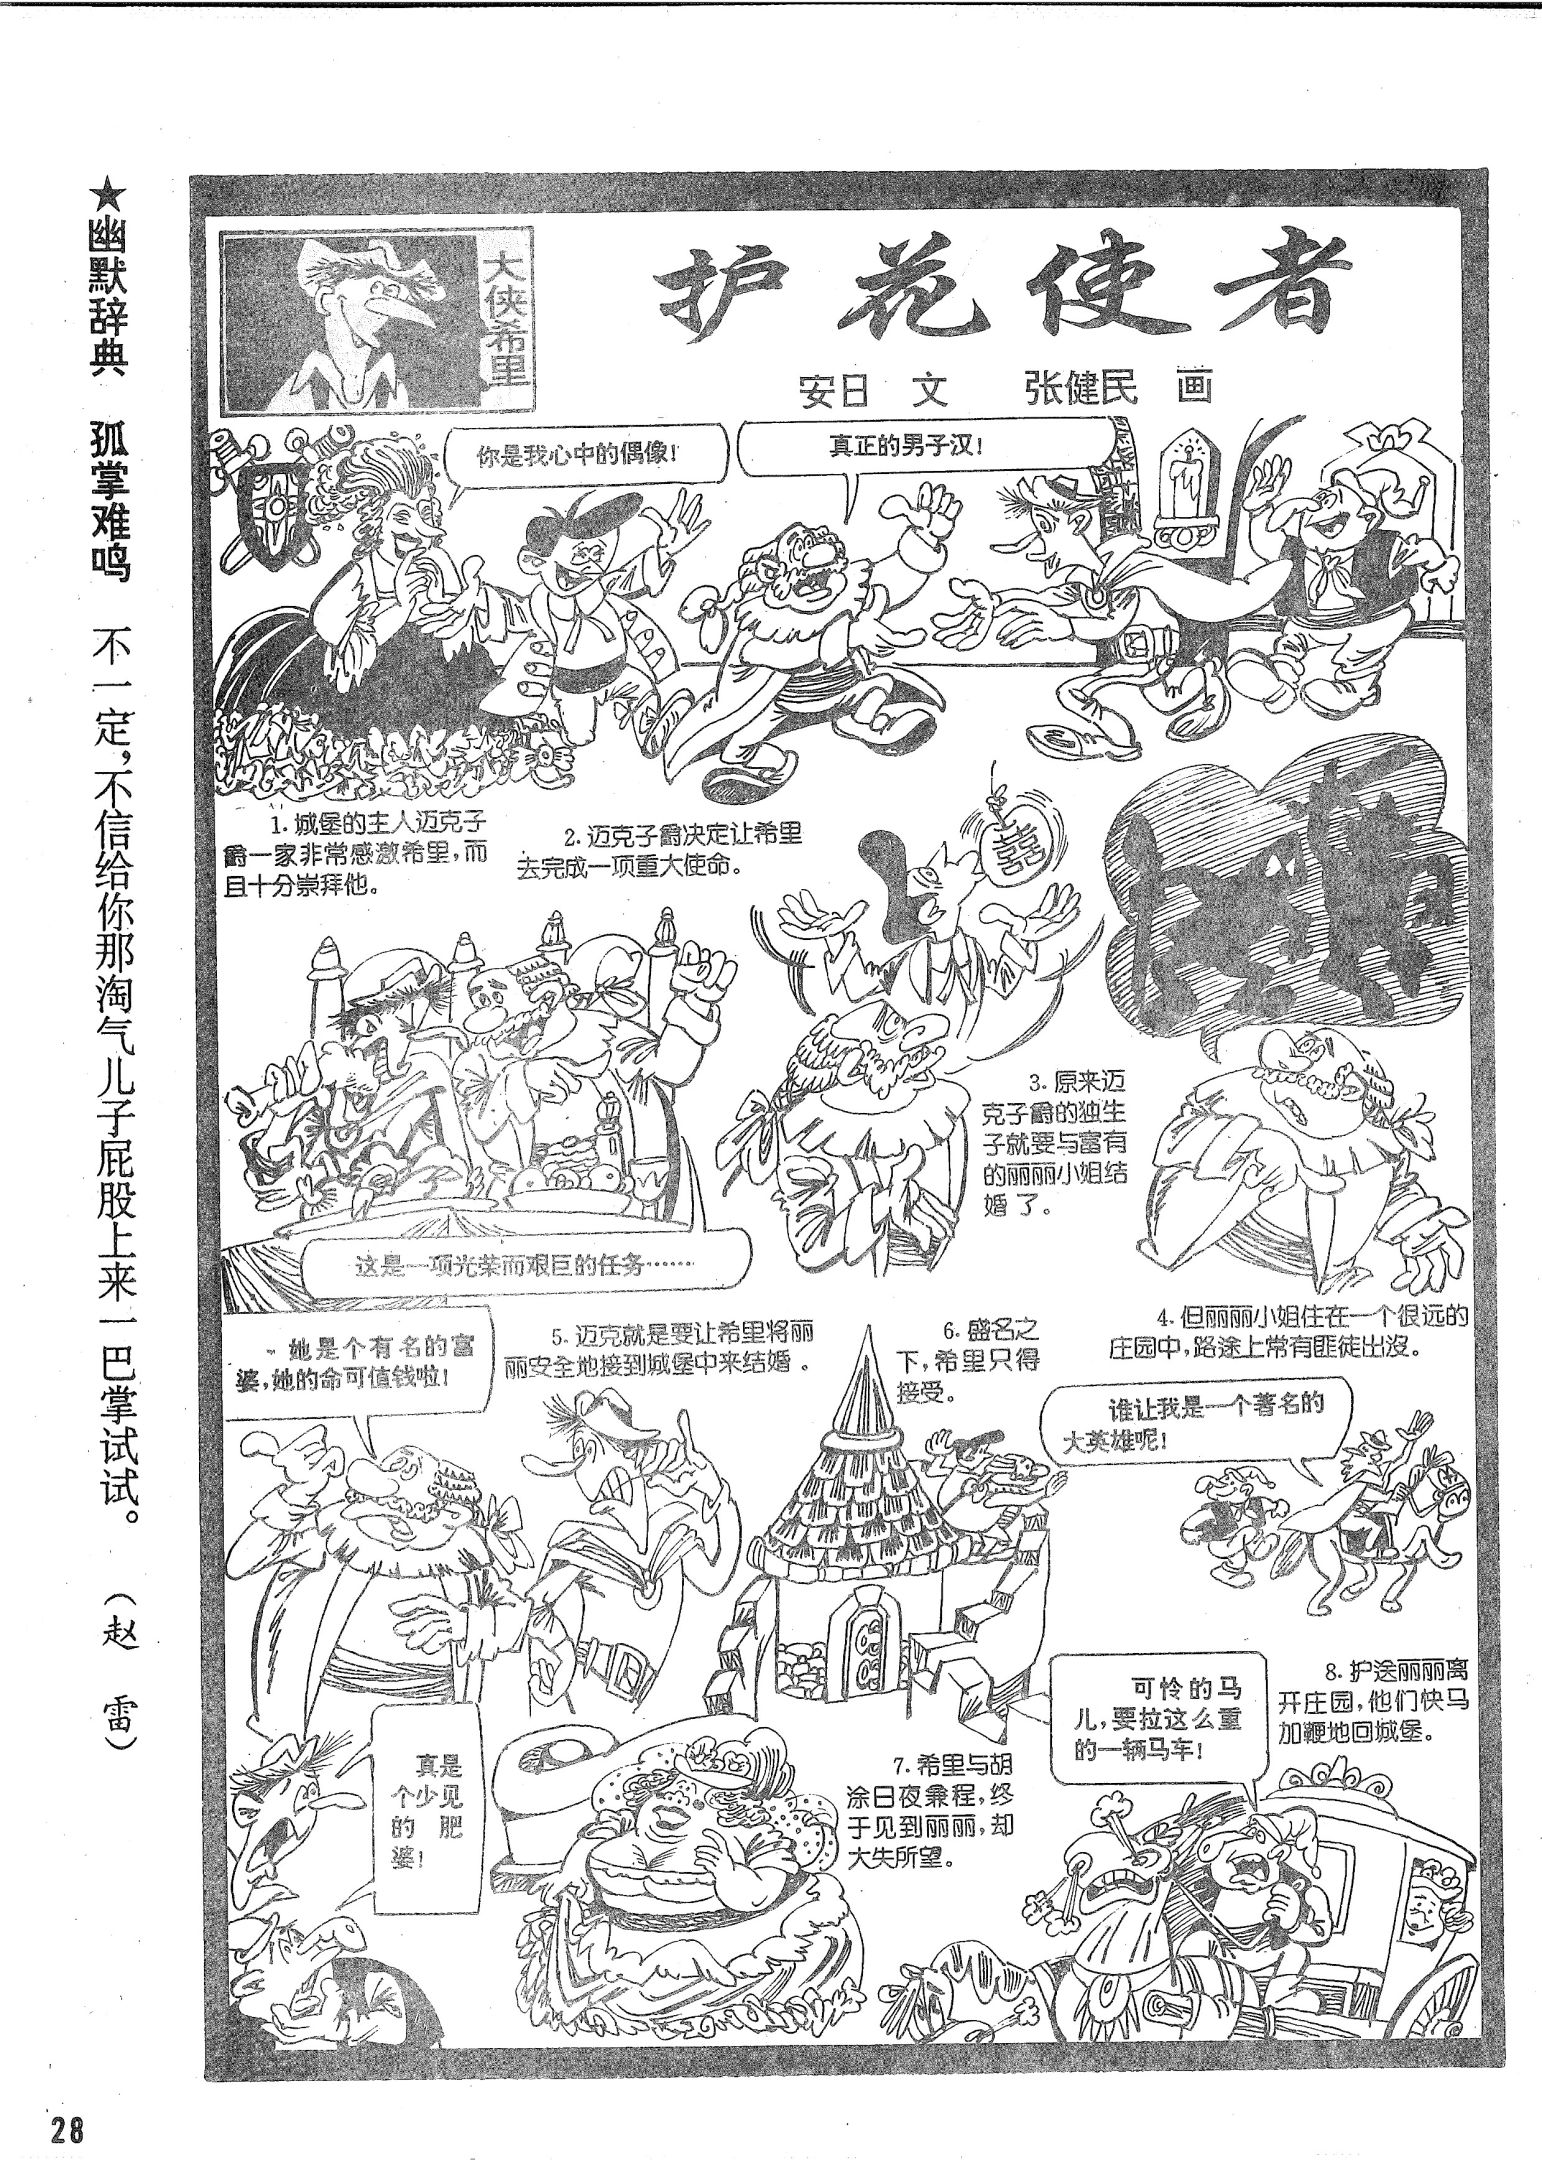 ★幽默辞典 孤掌难鸣 不一定,不信给你那淘气儿子屁股上来一巴掌试试。 (赵 雷)
大侠希里
护花使者
安日 文 张健民 画
你是我心中的偶像!
真正的男子汉!
1. 城堡的主人迈克子
爵一家非常感激希里,而
且十分崇拜他。
2. 迈克子爵决定让希里
去完成一项重大使命。
囍
3. 原来迈
克子爵的独生
子就要与富有
的丽丽小姐结
婚了。
4. 但丽丽小姐住在一个很远的
庄园中,路途上常有匪徒出没。
这是一项光荣而艰巨的任务……
她是个有名的富
婆,她的命可值钱啦!
5. 迈克就是要让希里将丽
丽安全地接到城堡中来结婚。
6. 盛名之
下,希里只得
接受。
谁让我是一个著名的
大英雄呢!
真是
个少见
的肥
婆!
7. 希里与胡
涂日夜兼程,终
于见到丽丽,却
大失所望。
可怜的马
儿,要拉这么重
的一辆马车!
8. 护送丽丽离
开庄园,他们快马
加鞭地回城堡。
28